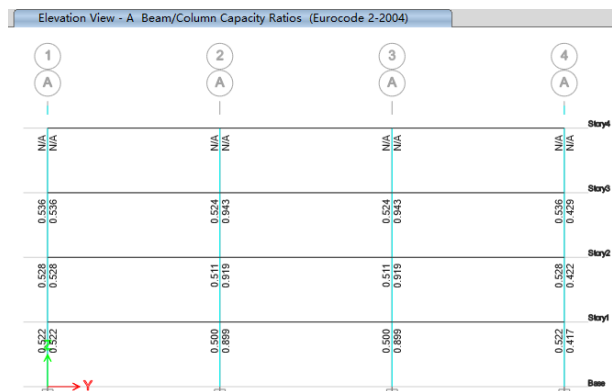 Elevation View - A Beam/Column Capacity Ratios (Eurocode 2-2004)
1 2 3 4
A A A A
Story4
N/A N/A N/A N/A N/A N/A N/A N/A
Story3
0.536 0.536 0.524 0.943 0.524 0.943 0.536 0.429
Story2
0.528 0.528 0.511 0.919 0.511 0.919 0.528 0.422
Story1
0.522 0.522 0.500 0.899 0.500 0.899 0.522 0.417
Y
Base